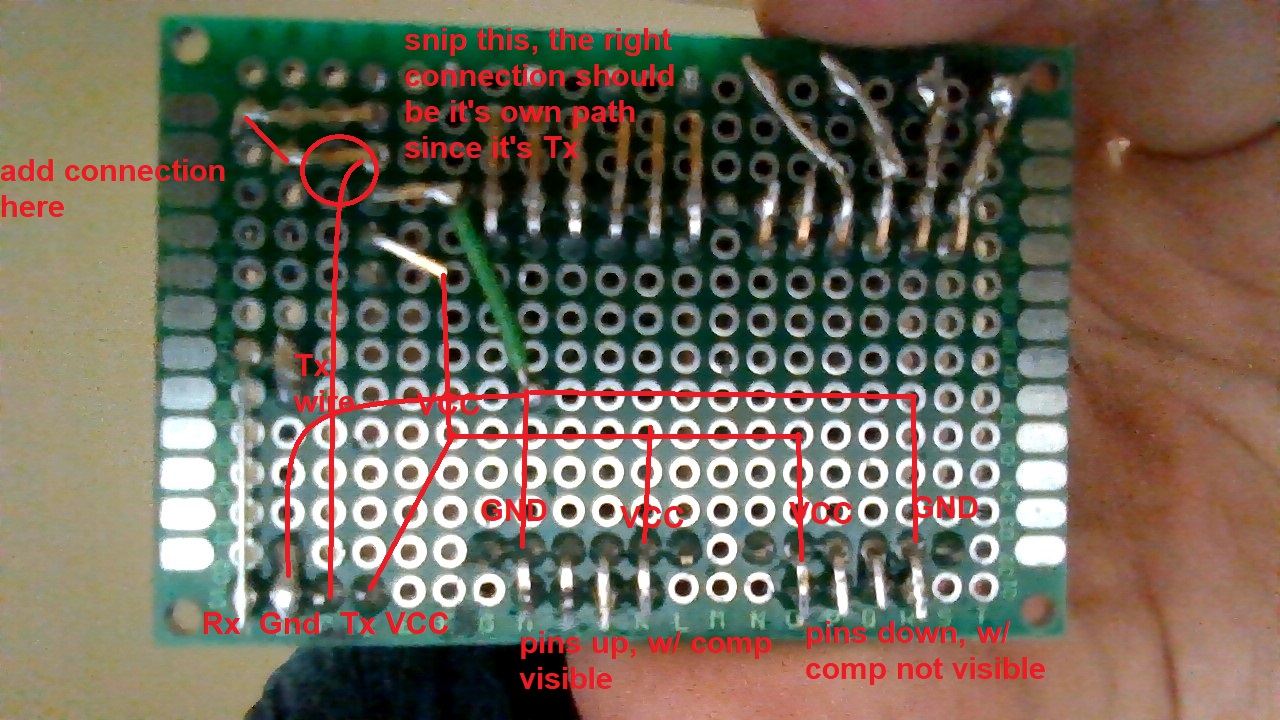 snip this, the right
connection should
be it's own path
since it's Tx
add connection
here
Tx
wire
VCC
GND
VCC
VCC
GND
Rx Gnd Tx VCC
L M N
pins up, w/ comp
visible
pins down, w/
comp not visible